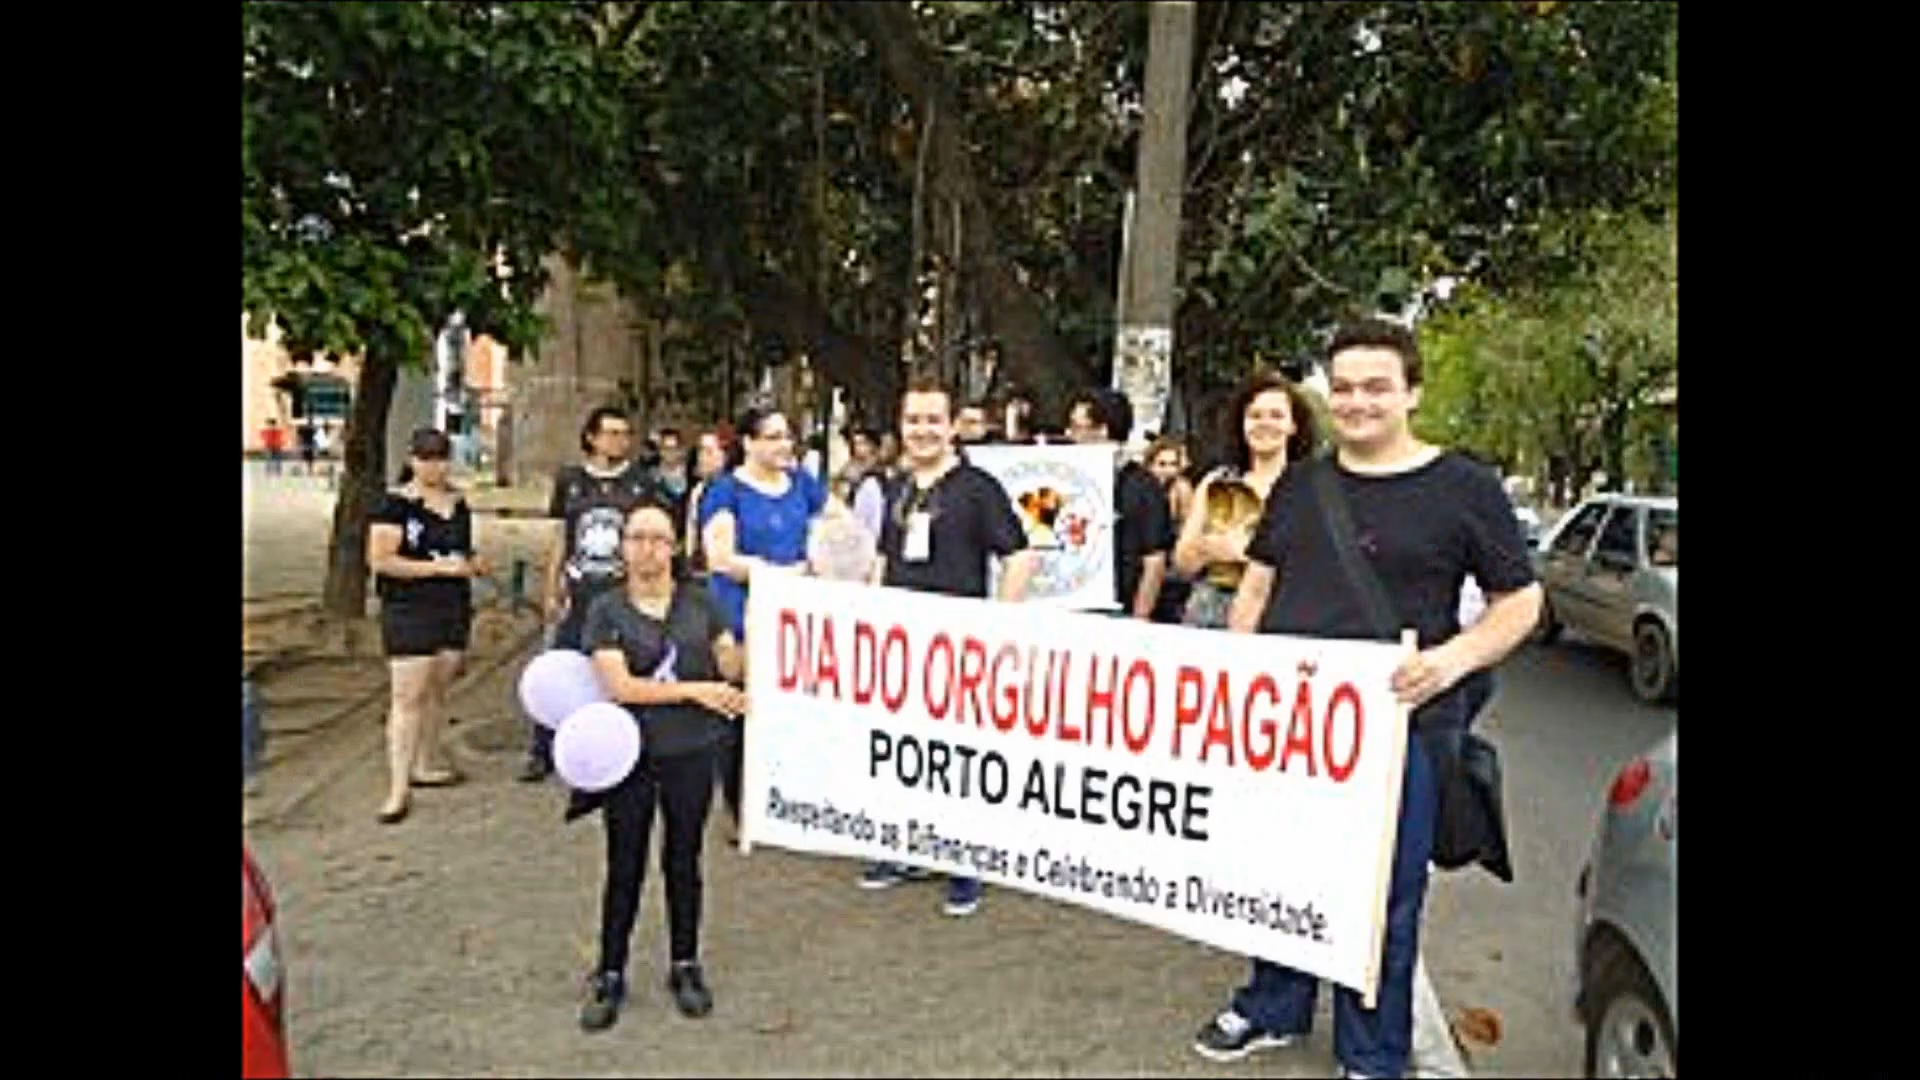 DIA DO ORGULHO PAGÃO
PORTO ALEGRE
Respeitando as Diferenças e Celebrando a Diversidade.